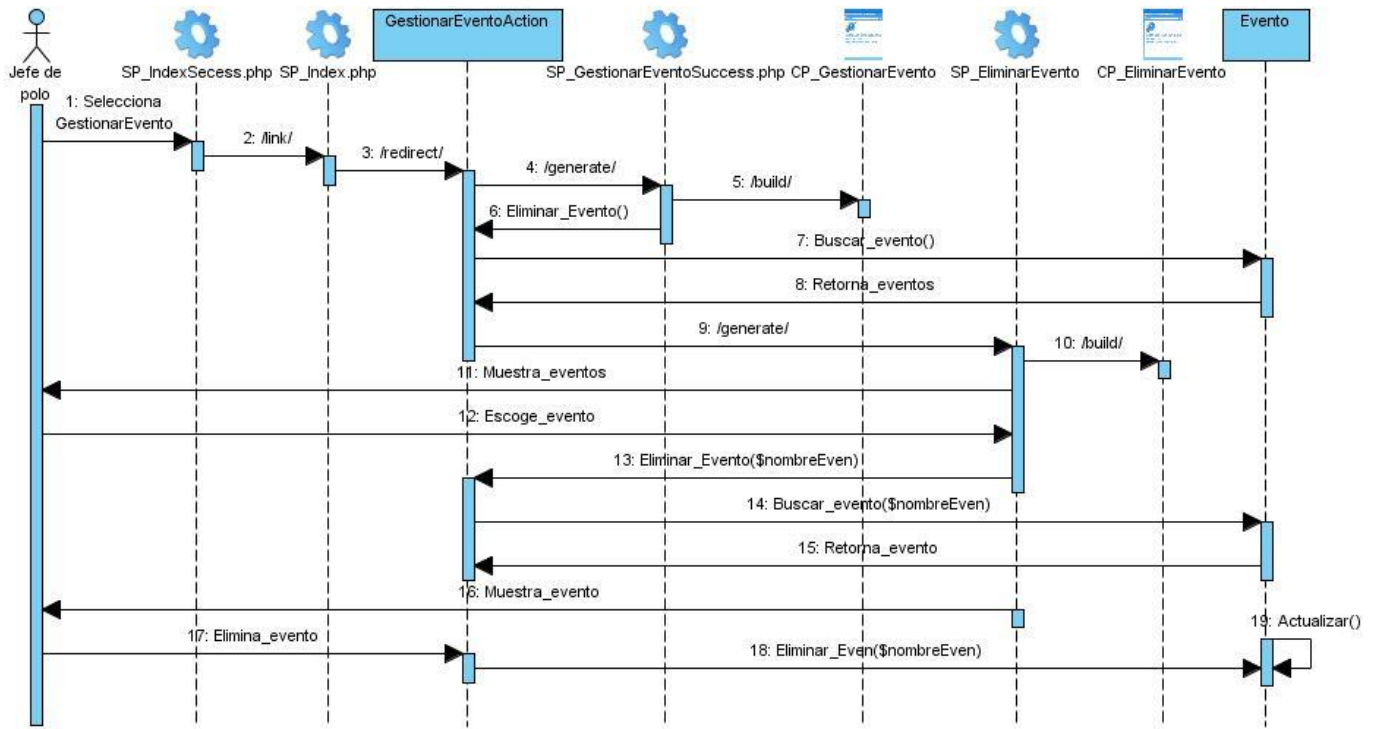 GestionarEventoAction
Evento
Jefe de
polo
SP_IndexSecess.php
SP_Index.php
SP_GestionarEventoSuccess.php
CP_GestionarEvento
SP_EliminarEvento
CP_EliminarEvento
1: Selecciona
GestionarEvento
2: /link/
3: /redirect/
4: /generate/
5: /build/
6: Eliminar_Evento()
7: Buscar_evento()
8: Retorna_eventos
9: /generate/
10: /build/
11: Muestra_eventos
12: Escoge_evento
13: Eliminar_Evento($nombreEven)
14: Buscar_evento($nombreEven)
15: Retorna_evento
16: Muestra_evento
17: Elimina_evento
18: Eliminar_Even($nombreEven)
19: Actualizar()